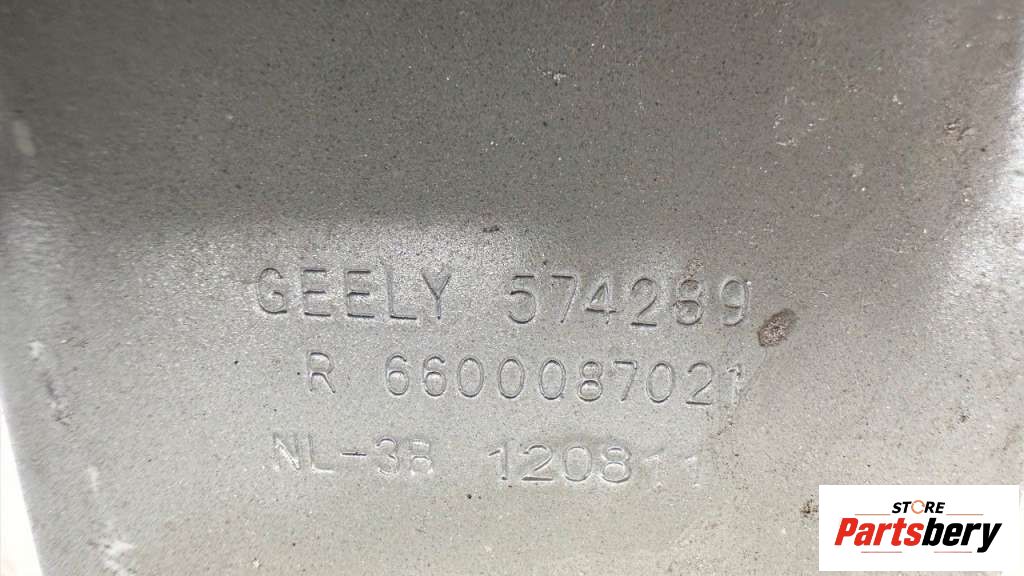 GEELY 574289
R 6600087021
NL-3B 120811
STORE
Partsbery